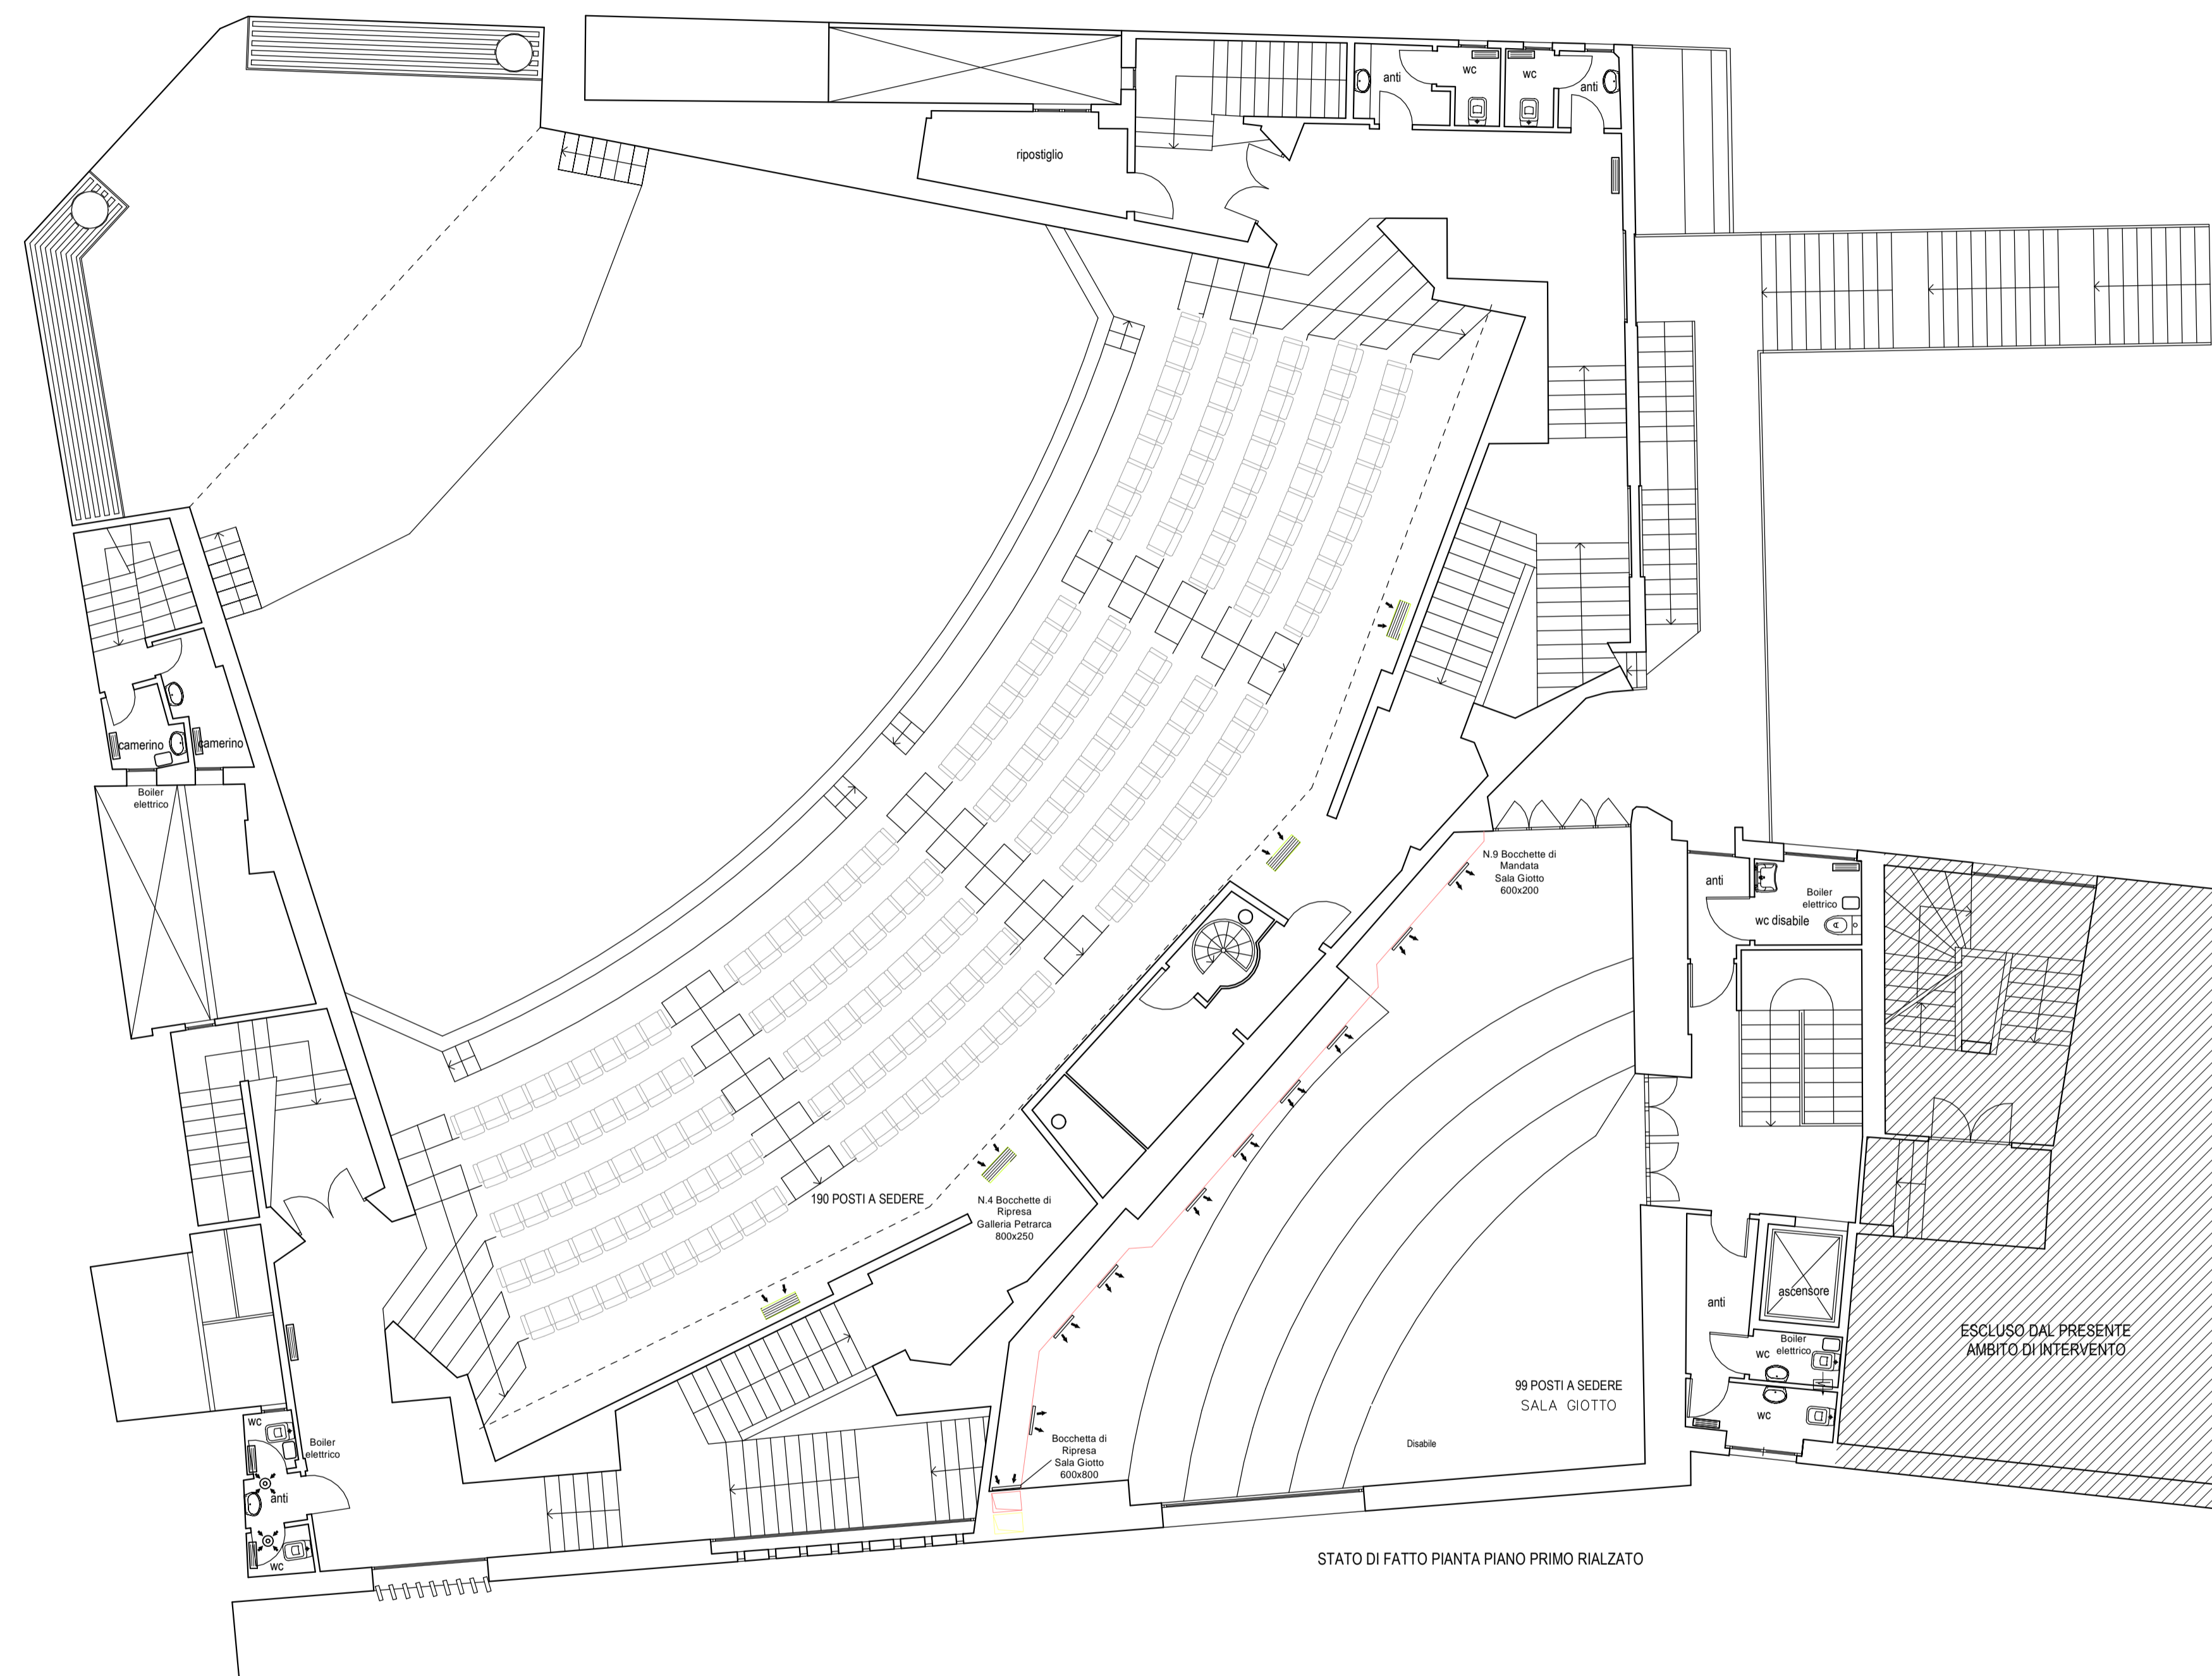 anti
wc
wc
anti
ripostiglio
camerino
camerino
Boiler
elettrico
N.9 Bocchette di
Mandata
Sala Giotto
600x200
anti
Boiler
elettrico
wc disabile
190 POSTI A SEDERE
N.4 Bocchette di
Ripresa
Galleria Petrarca
800x250
ascensore
anti
Boiler
elettrico
wc
wc
ESCLUSO DAL PRESENTE
AMBITO DI INTERVENTO
99 POSTI A SEDERE
SALA GIOTTO
Disabile
wc
Boiler
elettrico
anti
wc
Bocchetta di
Ripresa
Sala Giotto
600x800
STATO DI FATTO PIANTA PIANO PRIMO RIALZATO